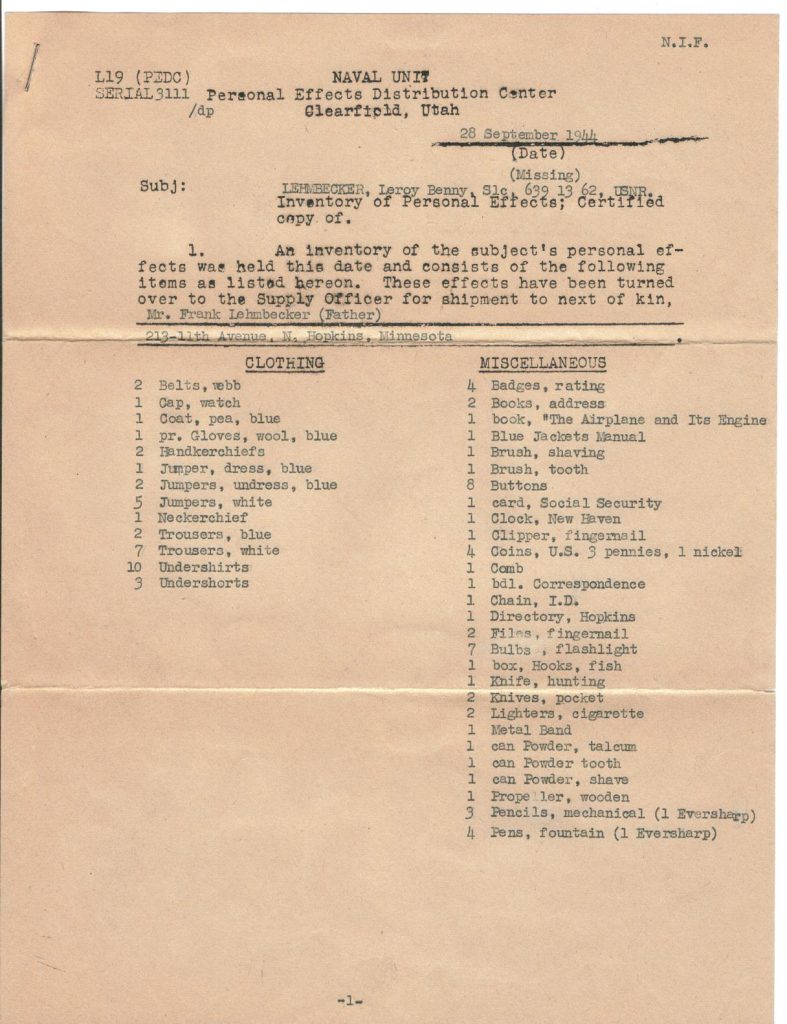 N.I.F.
L19 (PEDC) NAVAL UNIT
SERIAL 3111 Personal Effects Distribution Center
/dp Clearfield, Utah
28 September 1944
(Date)
(Missing)
Subj: LEHMBECKER, Leroy Benny, S1c, 639 13 62, USNR.
Inventory of Personal Effects; Certified
copy of.
1. An inventory of the subject's personal ef-
fects was held this date and consists of the following
items as listed hereon. These effects have been turned
over to the Supply Officer for shipment to next of kin,
Mr. Frank Lehmbecker (Father)
213-11th Avenue, N. Hopkins, Minnesota .
CLOTHING
2 Belts, webb
1 Cap, watch
1 Coat, pea, blue
1 pr. Gloves, wool, blue
2 Handkerchiefs
1 Jumper, dress, blue
2 Jumpers, undress, blue
5 Jumpers, white
1 Neckerchief
2 Trousers, blue
7 Trousers, white
10 Undershirts
3 Undershorts
MISCELLANEOUS
4 Badges, rating
2 Books, address
1 book, "The Airplane and Its Engine
1 Blue Jackets Manual
1 Brush, shaving
1 Brush, tooth
8 Buttons
1 card, Social Security
1 Clock, New Haven
1 Clipper, fingernail
4 Coins, U.S. 3 pennies, 1 nickel
1 Comb
1 bdl. Correspondence
1 Chain, I.D.
1 Directory, Hopkins
2 Files, fingernail
7 Bulbs , flashlight
1 box, Hooks, fish
1 Knife, hunting
2 Knives, pocket
2 Lighters, cigarette
1 Metal Band
1 can Powder, talcum
1 can Powder tooth
1 can Powder, shave
1 Propeller, wooden
3 Pencils, mechanical (1 Eversharp)
4 Pens, fountain (1 Eversharp)
-1-